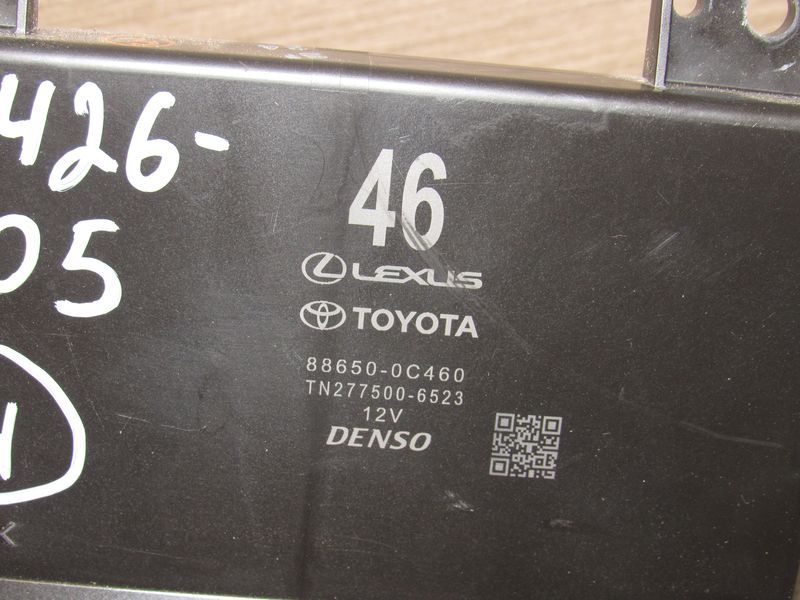 426-
05
46
LEXUS
TOYOTA
88650-0C460
TN277500-6523
12V
DENSO